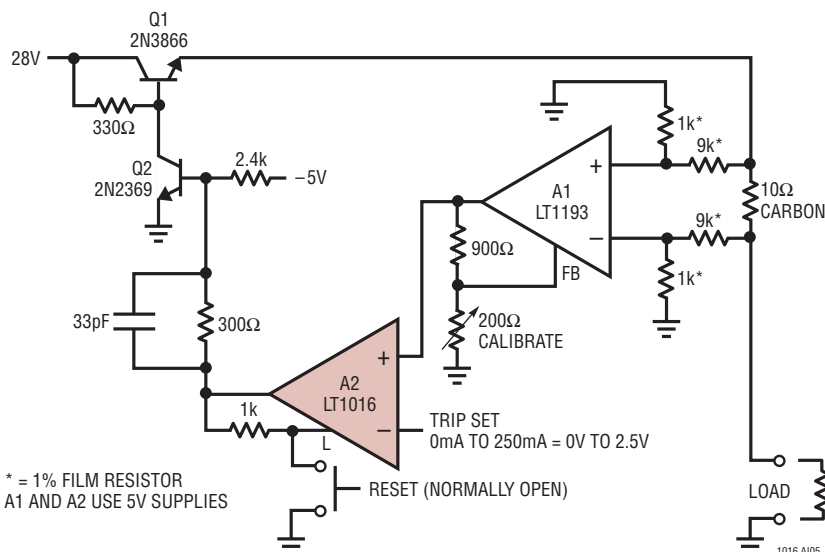 Q1
2N3866
28V
330Ω
Q2
2N2369
2.4k
−5V
1k*
9k*
+
A1
LT1193
10Ω
CARBON
9k*
−
FB
1k*
900Ω
200Ω
CALIBRATE
33pF
300Ω
+
A2
LT1016
1k
L
−
TRIP SET
0mA TO 250mA = 0V TO 2.5V
* = 1% FILM RESISTOR
A1 AND A2 USE 5V SUPPLIES
RESET (NORMALLY OPEN)
LOAD
1016 AI05